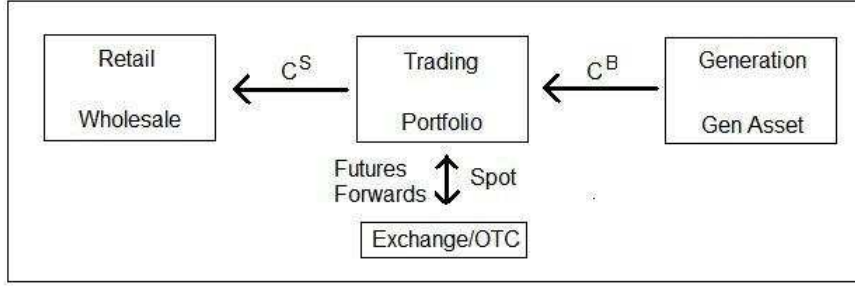 Retail
Wholesale
C^S
Trading
Portfolio
C^B
Generation
Gen Asset
Futures
Forwards
Spot
Exchange/OTC